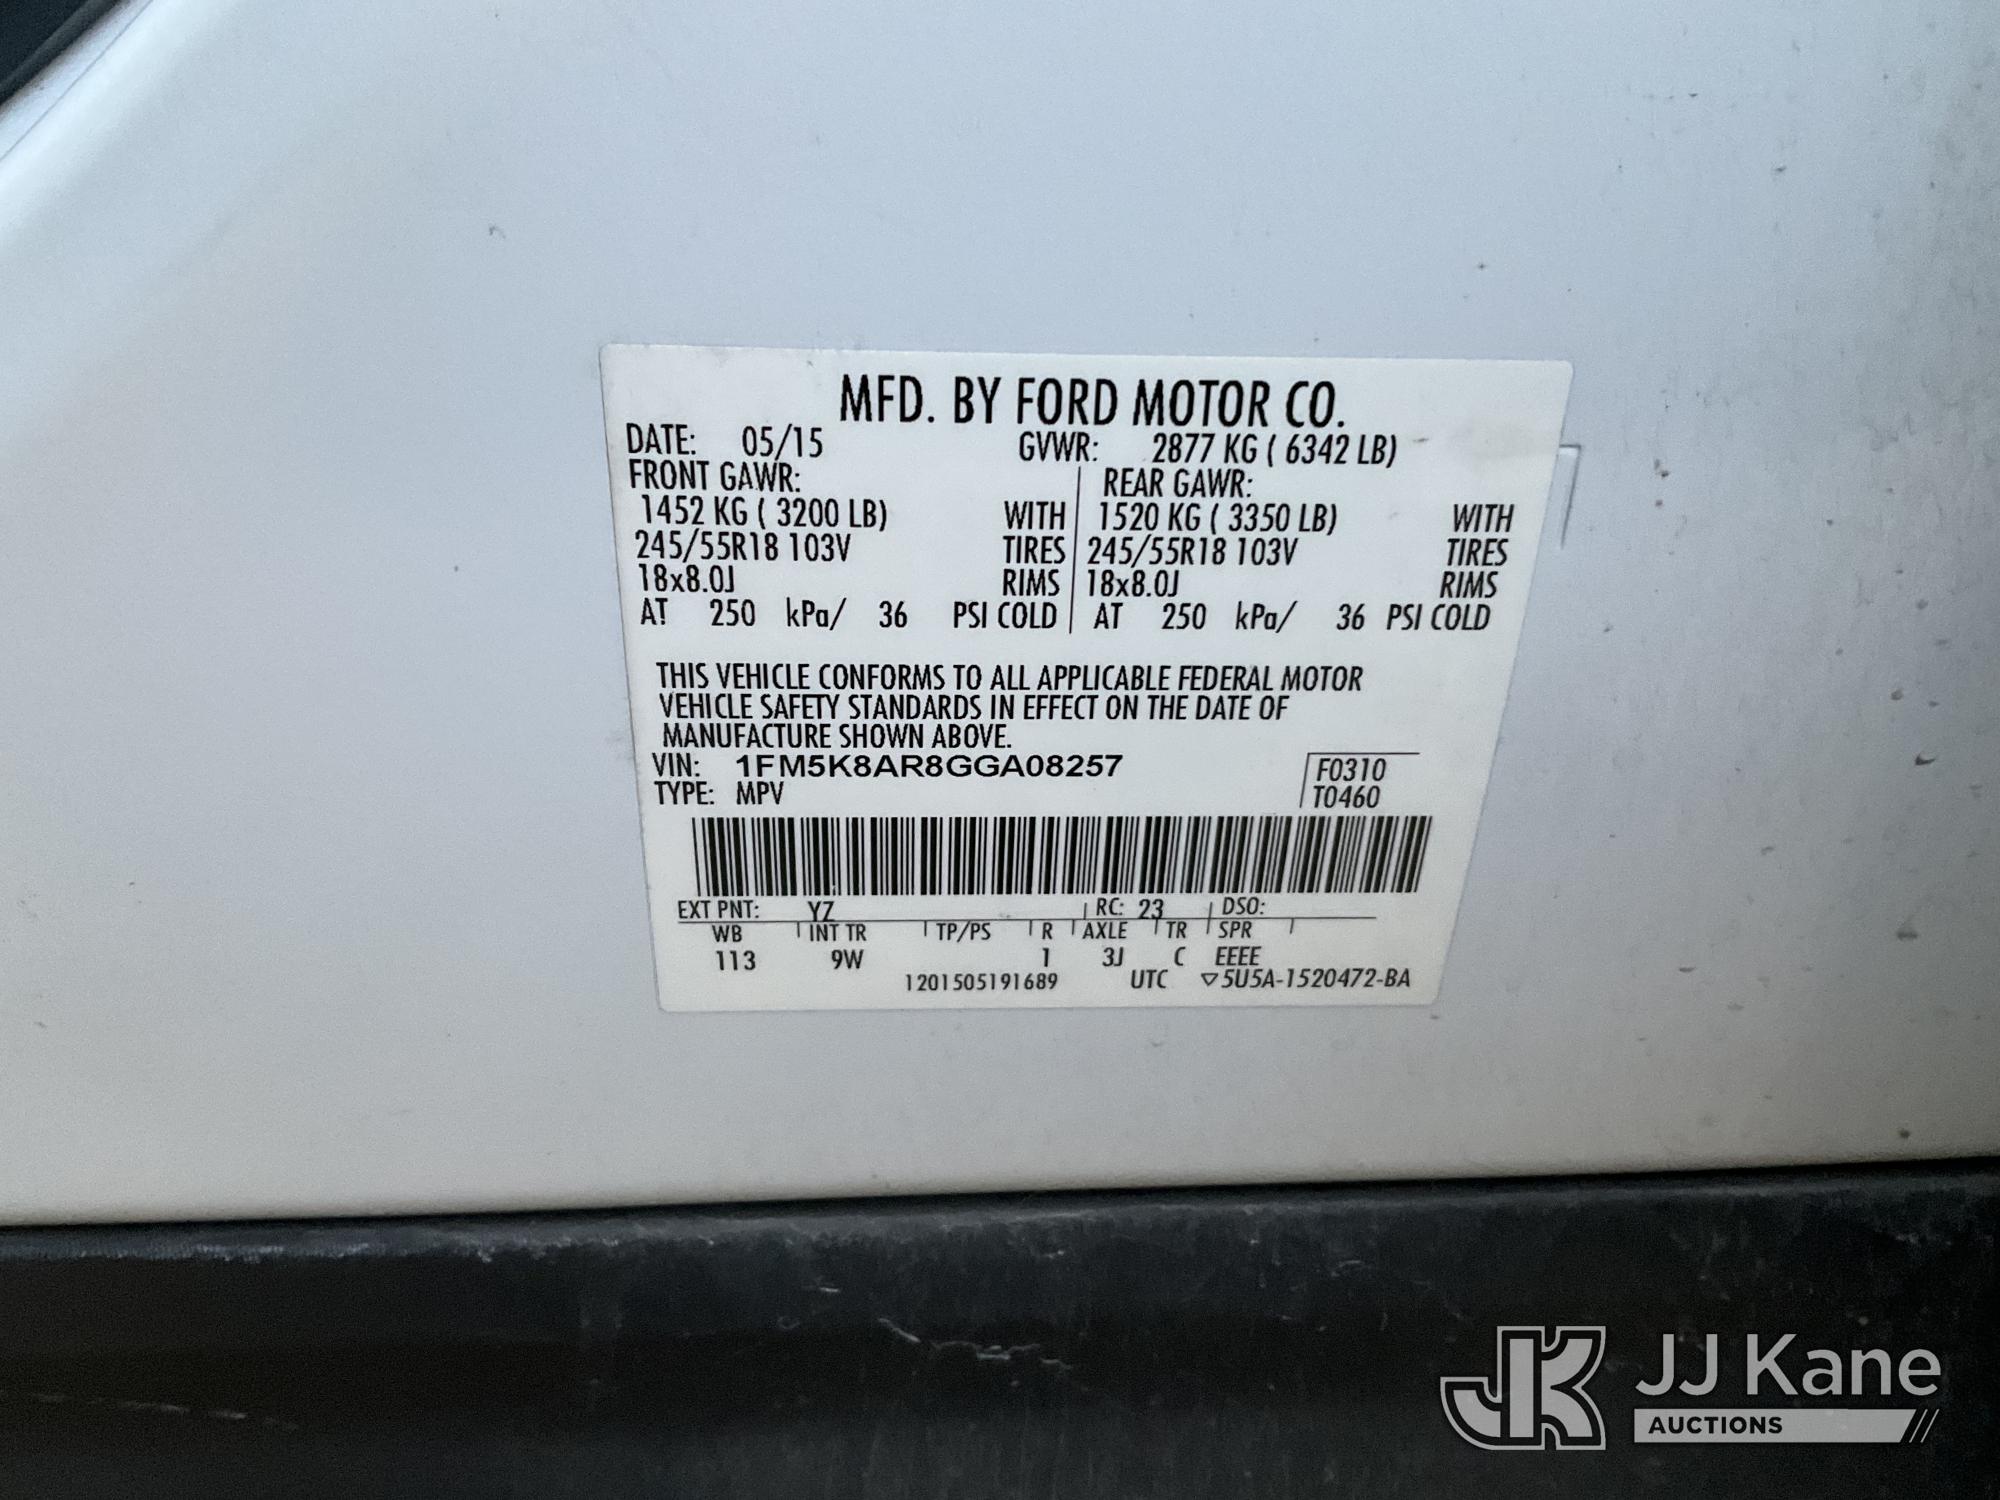 MFD. BY FORD MOTOR CO.
DATE: 05/15 GVWR: 2877 KG ( 6342 LB)
FRONT GAWR: REAR GAWR:
1452 KG ( 3200 LB) WITH 1520 KG ( 3350 LB) WITH
245/55R18 103V TIRES 245/55R18 103V TIRES
18x8.0J RIMS 18x8.0J RIMS
AT 250 kPa/ 36 PSI COLD AT 250 kPa/ 36 PSI COLD
THIS VEHICLE CONFORMS TO ALL APPLICABLE FEDERAL MOTOR
VEHICLE SAFETY STANDARDS IN EFFECT ON THE DATE OF
MANUFACTURE SHOWN ABOVE.
VIN: 1FM5K8AR8GGA08257 F0310
TYPE: MPV T0460
EXT PNT: YZ RC: 23 DSO:
WB INT TR TP/PS R AXLE TR SPR
113 9W 1 3J C EEEE
1201505191689 UTC ▽5U5A-1520472-BA
JK JJ Kane
AUCTIONS